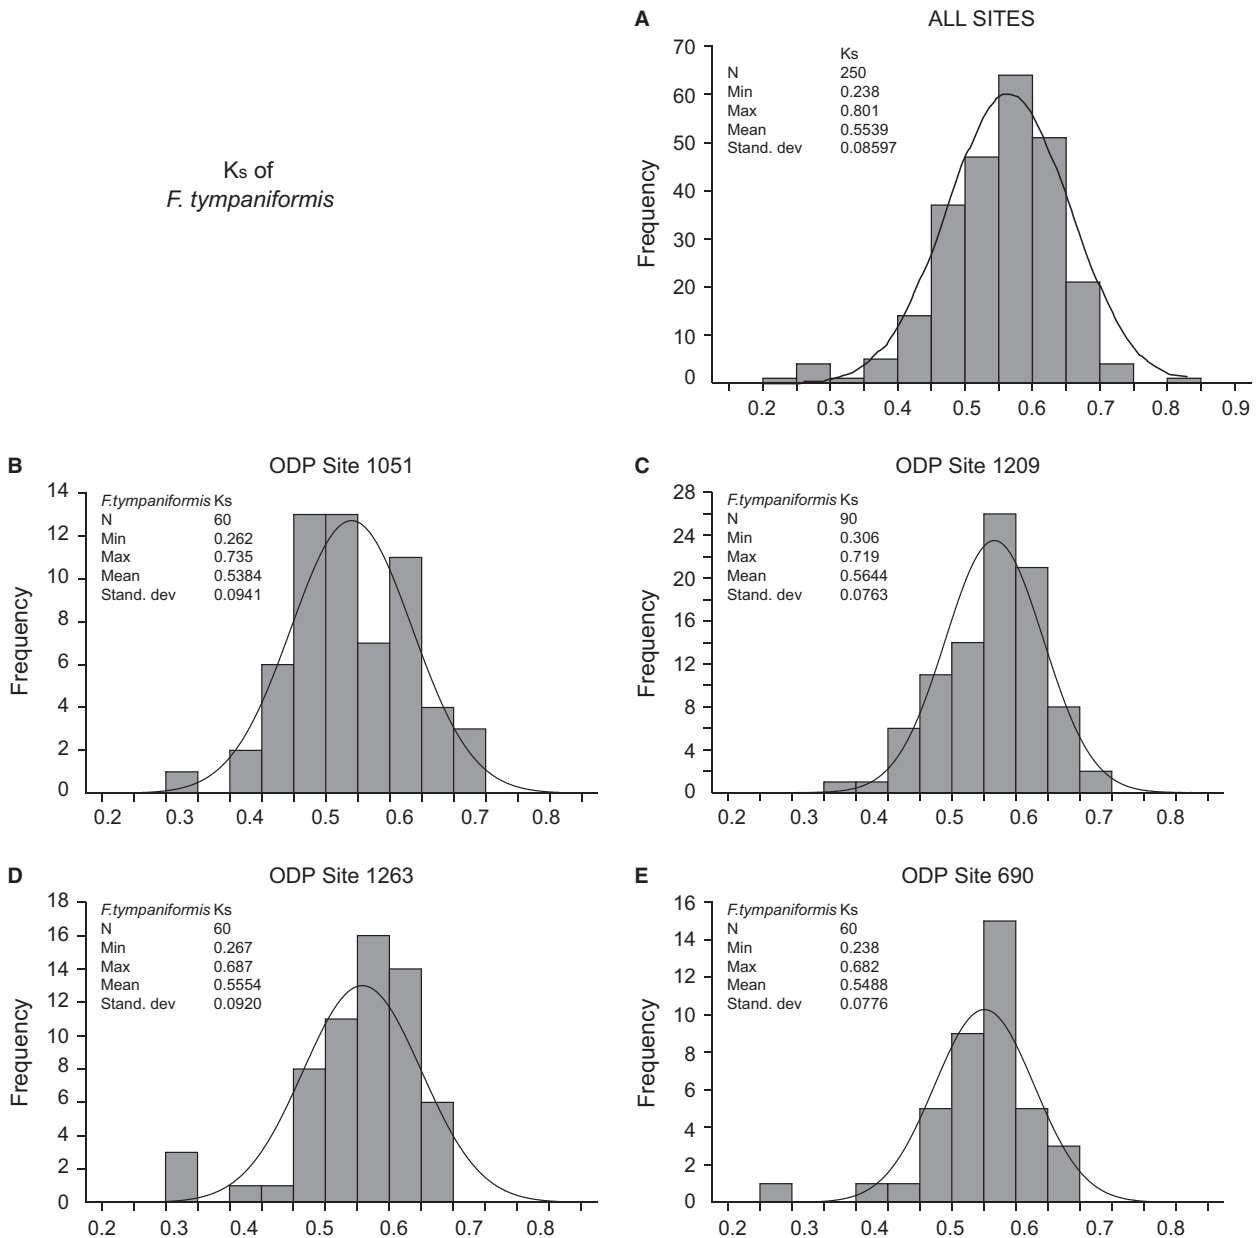 Ks of
F. tympaniformis
A
ALL SITES
Ks
N 250
Min 0.238
Max 0.801
Mean 0.5539
Stand. dev 0.08597
Frequency
70
60
50
40
30
20
10
0
0.2 0.3 0.4 0.5 0.6 0.7 0.8 0.9
B
ODP Site 1051
F.tympaniformis Ks
N 60
Min 0.262
Max 0.735
Mean 0.5384
Stand. dev 0.0941
Frequency
14
12
10
8
6
4
2
0
0.2 0.3 0.4 0.5 0.6 0.7 0.8
C
ODP Site 1209
F.tympaniformis Ks
N 90
Min 0.306
Max 0.719
Mean 0.5644
Stand. dev 0.0763
Frequency
28
24
20
16
12
8
4
0
0.2 0.3 0.4 0.5 0.6 0.7 0.8
D
ODP Site 1263
F.tympaniformis Ks
N 60
Min 0.267
Max 0.687
Mean 0.5554
Stand. dev 0.0920
Frequency
18
16
14
12
10
8
6
4
2
0
0.2 0.3 0.4 0.5 0.6 0.7 0.8
E
ODP Site 690
F.tympaniformis Ks
N 60
Min 0.238
Max 0.682
Mean 0.5488
Stand. dev 0.0776
Frequency
16
14
12
10
8
6
4
2
0
0.2 0.3 0.4 0.5 0.6 0.7 0.8